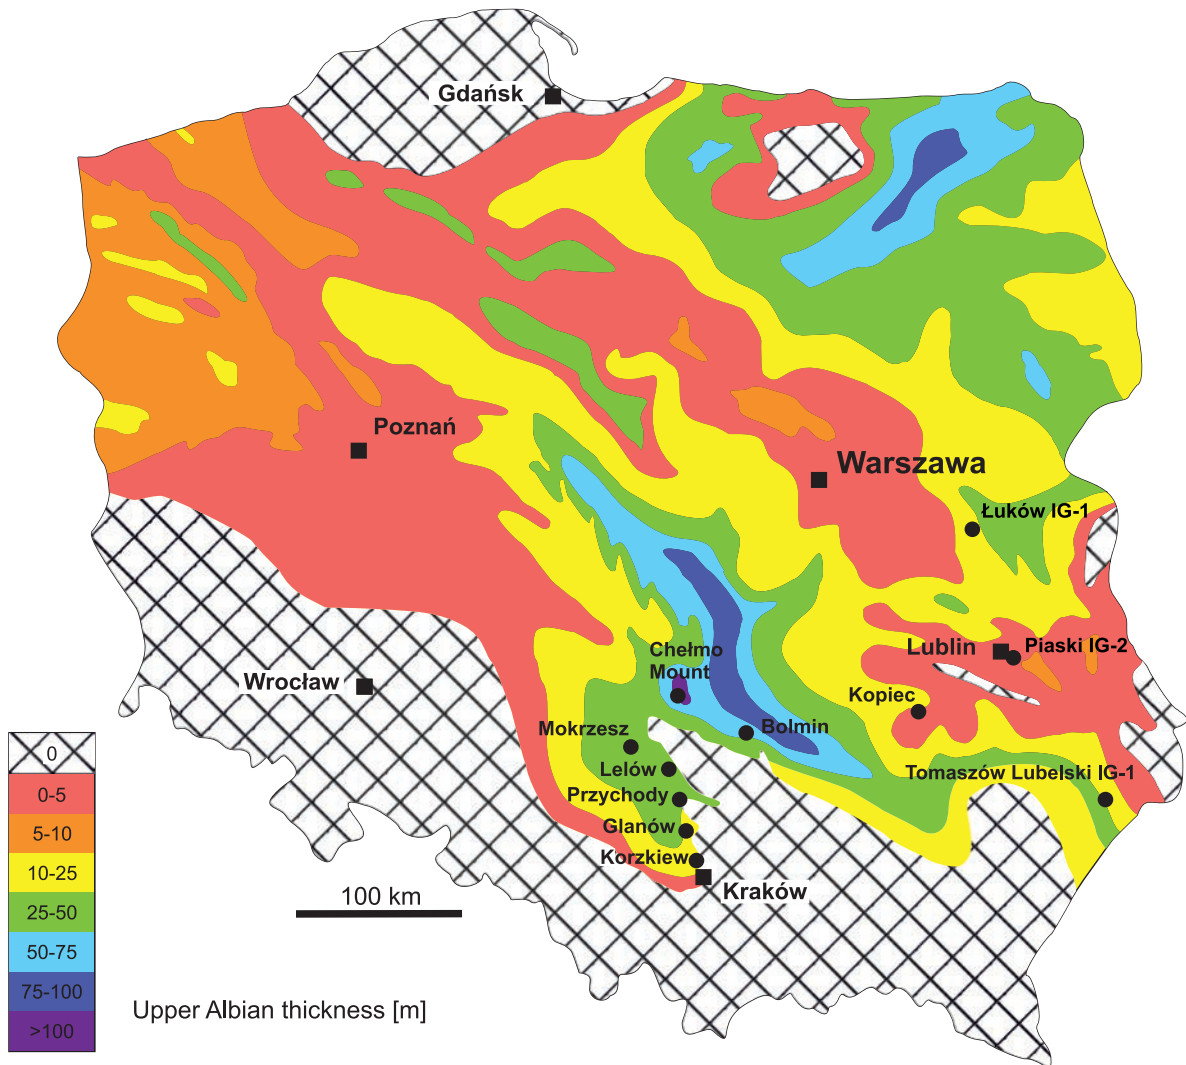 Gdańsk
Poznań
Warszawa
Łuków IG-1
Lublin
Piaski IG-2
Chełmo
Mount
Wrocław
Kopiec
Bolmin
Mokrzesz
Lelów
Tomaszów Lubelski IG-1
Przychody
Glanów
Korzkiew
Kraków
100 km
0
0-5
5-10
10-25
25-50
50-75
75-100
>100
Upper Albian thickness [m]